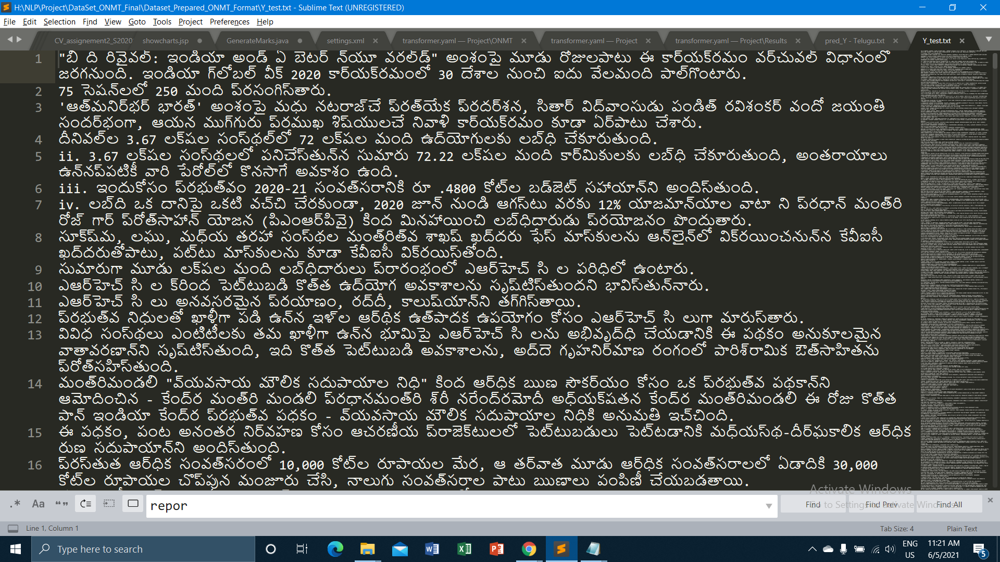 H:\NLP\Project\DataSet_ONMT_Final\Dataset_Prepared_ONMT_Format\Y_test.txt - Sublime Text (UNREGISTERED)
File Edit Selection Find View Goto Tools Project Preferences Help
CV_assignement2_S2020 showcharts.jsp GenerateMarks.java settings.xml transformer.yaml — Project\ONMT transformer.yaml — Project transformer.yaml — Project\Results pred_Y - Telugu.txt Y_test.txt
1 "బి ది రివైవల్: ఇండియా అండ్ ఏ బెటర్ న్యూ వరల్డ్" అంశంపై మూడు రోజులపాటు ఈ కార్యక్రమం వర్చువల్ విధానంలో
జరగనుంది. ఇండియా గ్లోబల్ వీక్ 2020 కార్యక్రమంలో 30 దేశాల నుంచి ఐదు వేలమంది పాల్గొంటారు.
2 75 సెషన్‌లలో 250 మంది ప్రసంగిస్తారు.
3 'ఆత్మనిర్భర్ భారత్' అంశంపై మధు నటరాజ్‌చే ప్రత్యేక ప్రదర్శన, సితార్ విద్వాంసుడు పండిత్ రవిశంకర్ వందో జయంతి
సందర్భంగా, ఆయన ముగ్గురు ప్రముఖ శిష్యులచే నివాళి కార్యక్రమం కూడా ఏర్పాటు చేశారు.
4 దీనివల్ల 3.67 లక్షల సంస్థల్లో 72 లక్షల మంది ఉద్యోగులకు లబ్ధి చేకూరుతుంది.
5 ii. 3.67 లక్షల సంస్థలలో పనిచేస్తున్న సుమారు 72.22 లక్షల మంది కార్మికులకు లబ్ధి చేకూరుతుంది, అంతరాయాలు
ఉన్నప్పటికీ వారి పేరోల్‌లో కొనసాగే అవకాశం ఉంది.
6 iii. ఇందుకోసం ప్రభుత్వం 2020-21 సంవత్సరానికి రూ .4800 కోట్ల బడ్జెట్ సహాయాన్ని అందిస్తుంది.
7 iv. లబ్ది ఒక దానిపై ఒకటి వచ్చి చేరకుండా, 2020 జూన్ నుండి ఆగస్టు వరకు 12% యాజమాన్యాల వాటా ని ప్రధాన్ మంత్రి
రోజ్ గార్ ప్రోత్సాహాన్ యోజన (పిఎంఆర్‌పివై) కింద మినహాయించి లబ్ధిదారుడు ప్రయోజనం పొందుతారు.
8 సూక్ష్మ, లఘు, మధ్య తరహా సంస్థల మంత్రిత్వ శాఖష్ ఖద్దరు ఫేస్ మాస్కులను ఆన్‌లైన్‌లో విక్రయించనున్న కేవీఐసీ
ఖద్దరుతోపాటు, పట్టు మాస్కులను కూడా కేవీఐసీ విక్రయిస్తోంది.
9 సుమారుగా మూడు లక్షల మంది లబ్ధిదారులు ప్రారంభంలో ఎఆర్‌హెచ్ సి ల పరిధిలో ఉంటారు.
10 ఎఆర్‌హెచ్ సి ల క్రింద పెట్టుబడి కొత్త ఉద్యోగ అవకాశాలను సృష్టిస్తుందని భావిస్తున్నారు.
11 ఎఆర్‌హెచ్ సి లు అనవసరమైన ప్రయాణం, రద్దీ, కాలుష్యాన్ని తగ్గిస్తాయి.
12 ప్రభుత్వ నిధులతో ఖాళీగా పడి ఉన్న ఇళ్ల ఆర్థిక ఉత్పాదక ఉపయోగం కోసం ఎఆర్‌హెచ్ సి లుగా మారుస్తారు.
13 వివిధ సంస్థలు ఎంటిటీలకు తమ ఖాళీగా ఉన్న భూమిపై ఎఆర్‌హెచ్ సి లను అభివృద్ధి చేయడానికి ఈ పథకం అనుకూలమైన
వాతావరణాన్ని సృష్టిస్తుంది, ఇది కొత్త పెట్టుబడి అవకాశాలను, అద్దె గృహనిర్మాణ రంగంలో పారిశ్రామిక ఔత్సాహితను
ప్రోత్సహిస్తుంది.
14 మంత్రిమండలి "వ్యవసాయ మౌలిక సదుపాయాల నిధి" కింద ఆర్ధిక ఋణ సౌకర్యం కోసం ఒక ప్రభుత్వ పథకాన్ని
ఆమోదించిన - కేంద్ర మంత్రి మండలి ప్రధానమంత్రి శ్రీ నరేంద్రమోదీ అధ్యక్షతన కేంద్ర మంత్రిమండలి ఈ రోజు కొత్త
పాన్ ఇండియా కేంద్ర ప్రభుత్వ పధకం - వ్యవసాయ మౌలిక సదుపాయాల నిధికి అనుమతి ఇచ్చింది.
15 ఈ పధకం, పంట అనంతర నిర్వహణ కోసం ఆచరణీయ ప్రాజెక్టులలో పెట్టుబడులు పెట్టడానికి మధ్యస్థ-దీర్ఘకాలిక ఆర్ధిక
రుణ సదుపాయాన్ని అందిస్తుంది.
16 ప్రస్తుత ఆర్ధిక సంవత్సరంలో 10,000 కోట్ల రూపాయల మేర, ఆ తర్వాత మూడు ఆర్ధిక సంవత్సరాలలో ఏడాదికి 30,000
కోట్ల రూపాయల చొప్పున మంజూరు చేసి, నాలుగు సంవత్సరాల పాటు ఋణాలు పంపిణీ చేయబడతాయి.
Activate Windows
Go to Settings to activate Windows.
.* Aa “” repor Find Find Prev Find All
Line 1, Column 1 Tab Size: 4 Plain Text
Type here to search
ENG 11:21 AM
US 6/5/2021 5